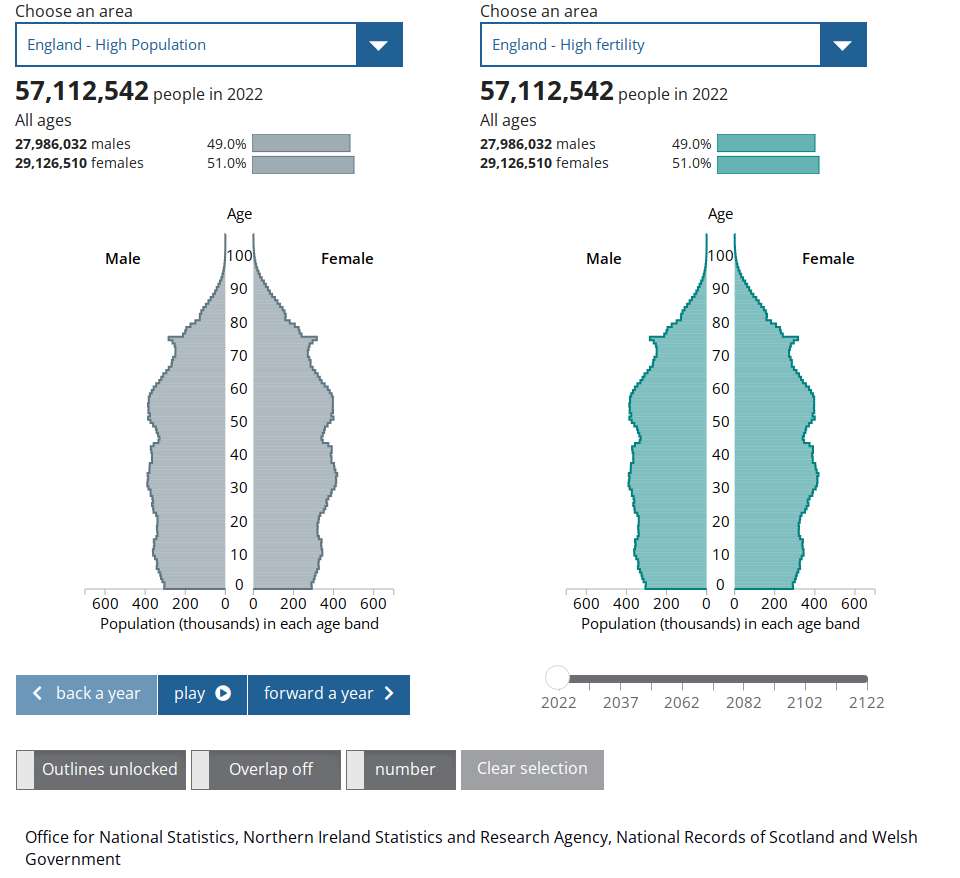 Choose an area
England - High Population
57,112,542 people in 2022
All ages
27,986,032 males 49.0%
29,126,510 females 51.0%
Age
Male
Female
100
90
80
70
60
50
40
30
20
10
0
600 400 200 0 0 200 400 600
Population (thousands) in each age band
Choose an area
England - High fertility
57,112,542 people in 2022
All ages
27,986,032 males 49.0%
29,126,510 females 51.0%
Age
Male
Female
100
90
80
70
60
50
40
30
20
10
0
600 400 200 0 0 200 400 600
Population (thousands) in each age band
back a year play forward a year
2022 2037 2062 2082 2102 2122
Outlines unlocked Overlap off number Clear selection
Office for National Statistics, Northern Ireland Statistics and Research Agency, National Records of Scotland and Welsh
Government